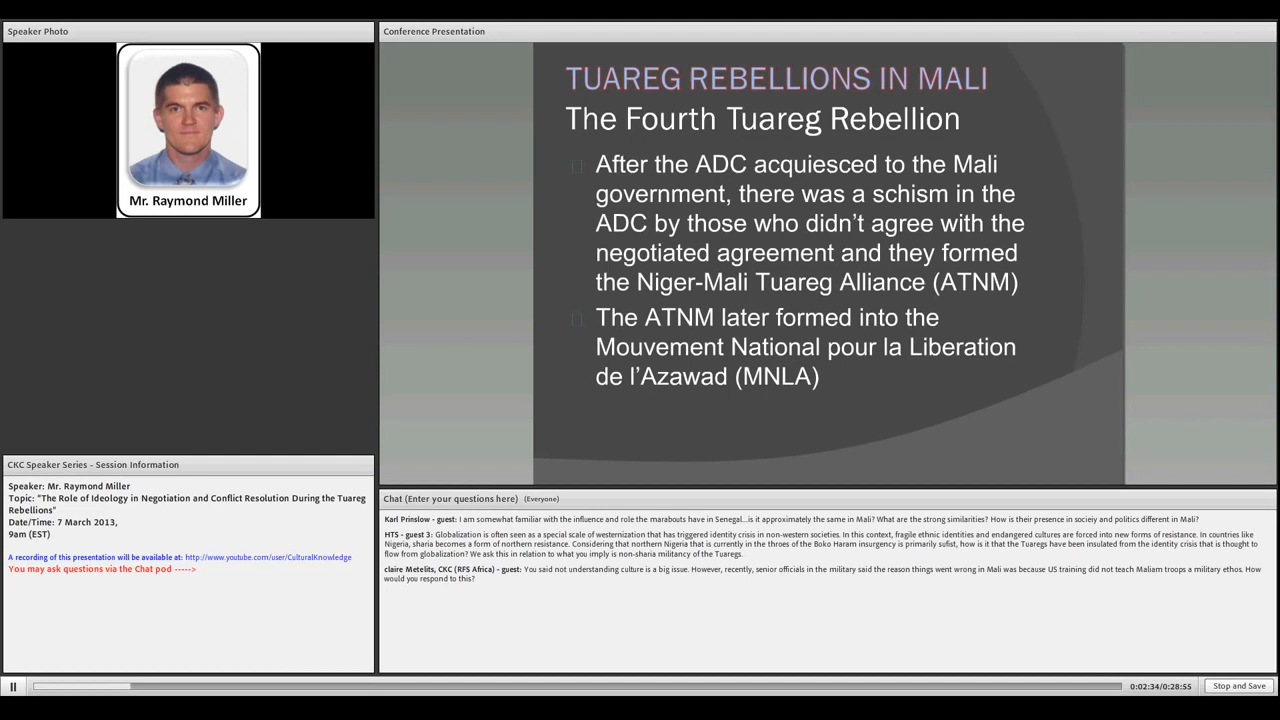 Speaker Photo
Mr. Raymond Miller
Conference Presentation
TUAREG REBELLIONS IN MALI
The Fourth Tuareg Rebellion
After the ADC acquiesced to the Mali
government, there was a schism in the
ADC by those who didn't agree with the
negotiated agreement and they formed
the Niger-Mali Tuareg Alliance (ATNM)
The ATNM later formed into the
Mouvement National pour la Liberation
de l'Azawad (MNLA)
CKC Speaker Series - Session Information
Speaker: Mr. Raymond Miller
Topic: "The Role of Ideology in Negotiation and Conflict Resolution During the Tuareg
Rebellions"
Date/Time: 7 March 2013,
9am (EST)
A recording of this presentation will be available at: http://www.youtube.com/user/CulturalKnowledge
You may ask questions via the Chat pod ----->
Chat (Enter your questions here) (Everyone)
Karl Prinslow - guest: I am somewhat familiar with the influence and role the marabouts have in Senegal...is it approximately the same in Mali? What are the strong similarities? How is their presence in socieiy and politics different in Mali?
HTS - guest 3: Globalization is often seen as a special scale of westernization that has triggered identity crisis in non-western societies. In this context, fragile ethnic identities and endangered cultures are forced into new forms of resistance. In countries like
Nigeria, sharia becomes a form of northern resistance. Considering that northern Nigeria that is currently in the throes of the Boko Haram insurgency is primarily sufist, how is it that the Tuaregs have been insulated from the identity crisis that is thought to
flow from globalization? We ask this in relation to what you imply is non-sharia militancy of the Tuaregs.
claire Metelits, CKC (RFS Africa) - guest: You said not understanding culture is a big issue. However, recently, senior officials in the military said the reason things went wrong in Mali was because US training did not teach Maliam troops a military ethos. How
would you respond to this?
0:02:34/0:28:55
Stop and Save